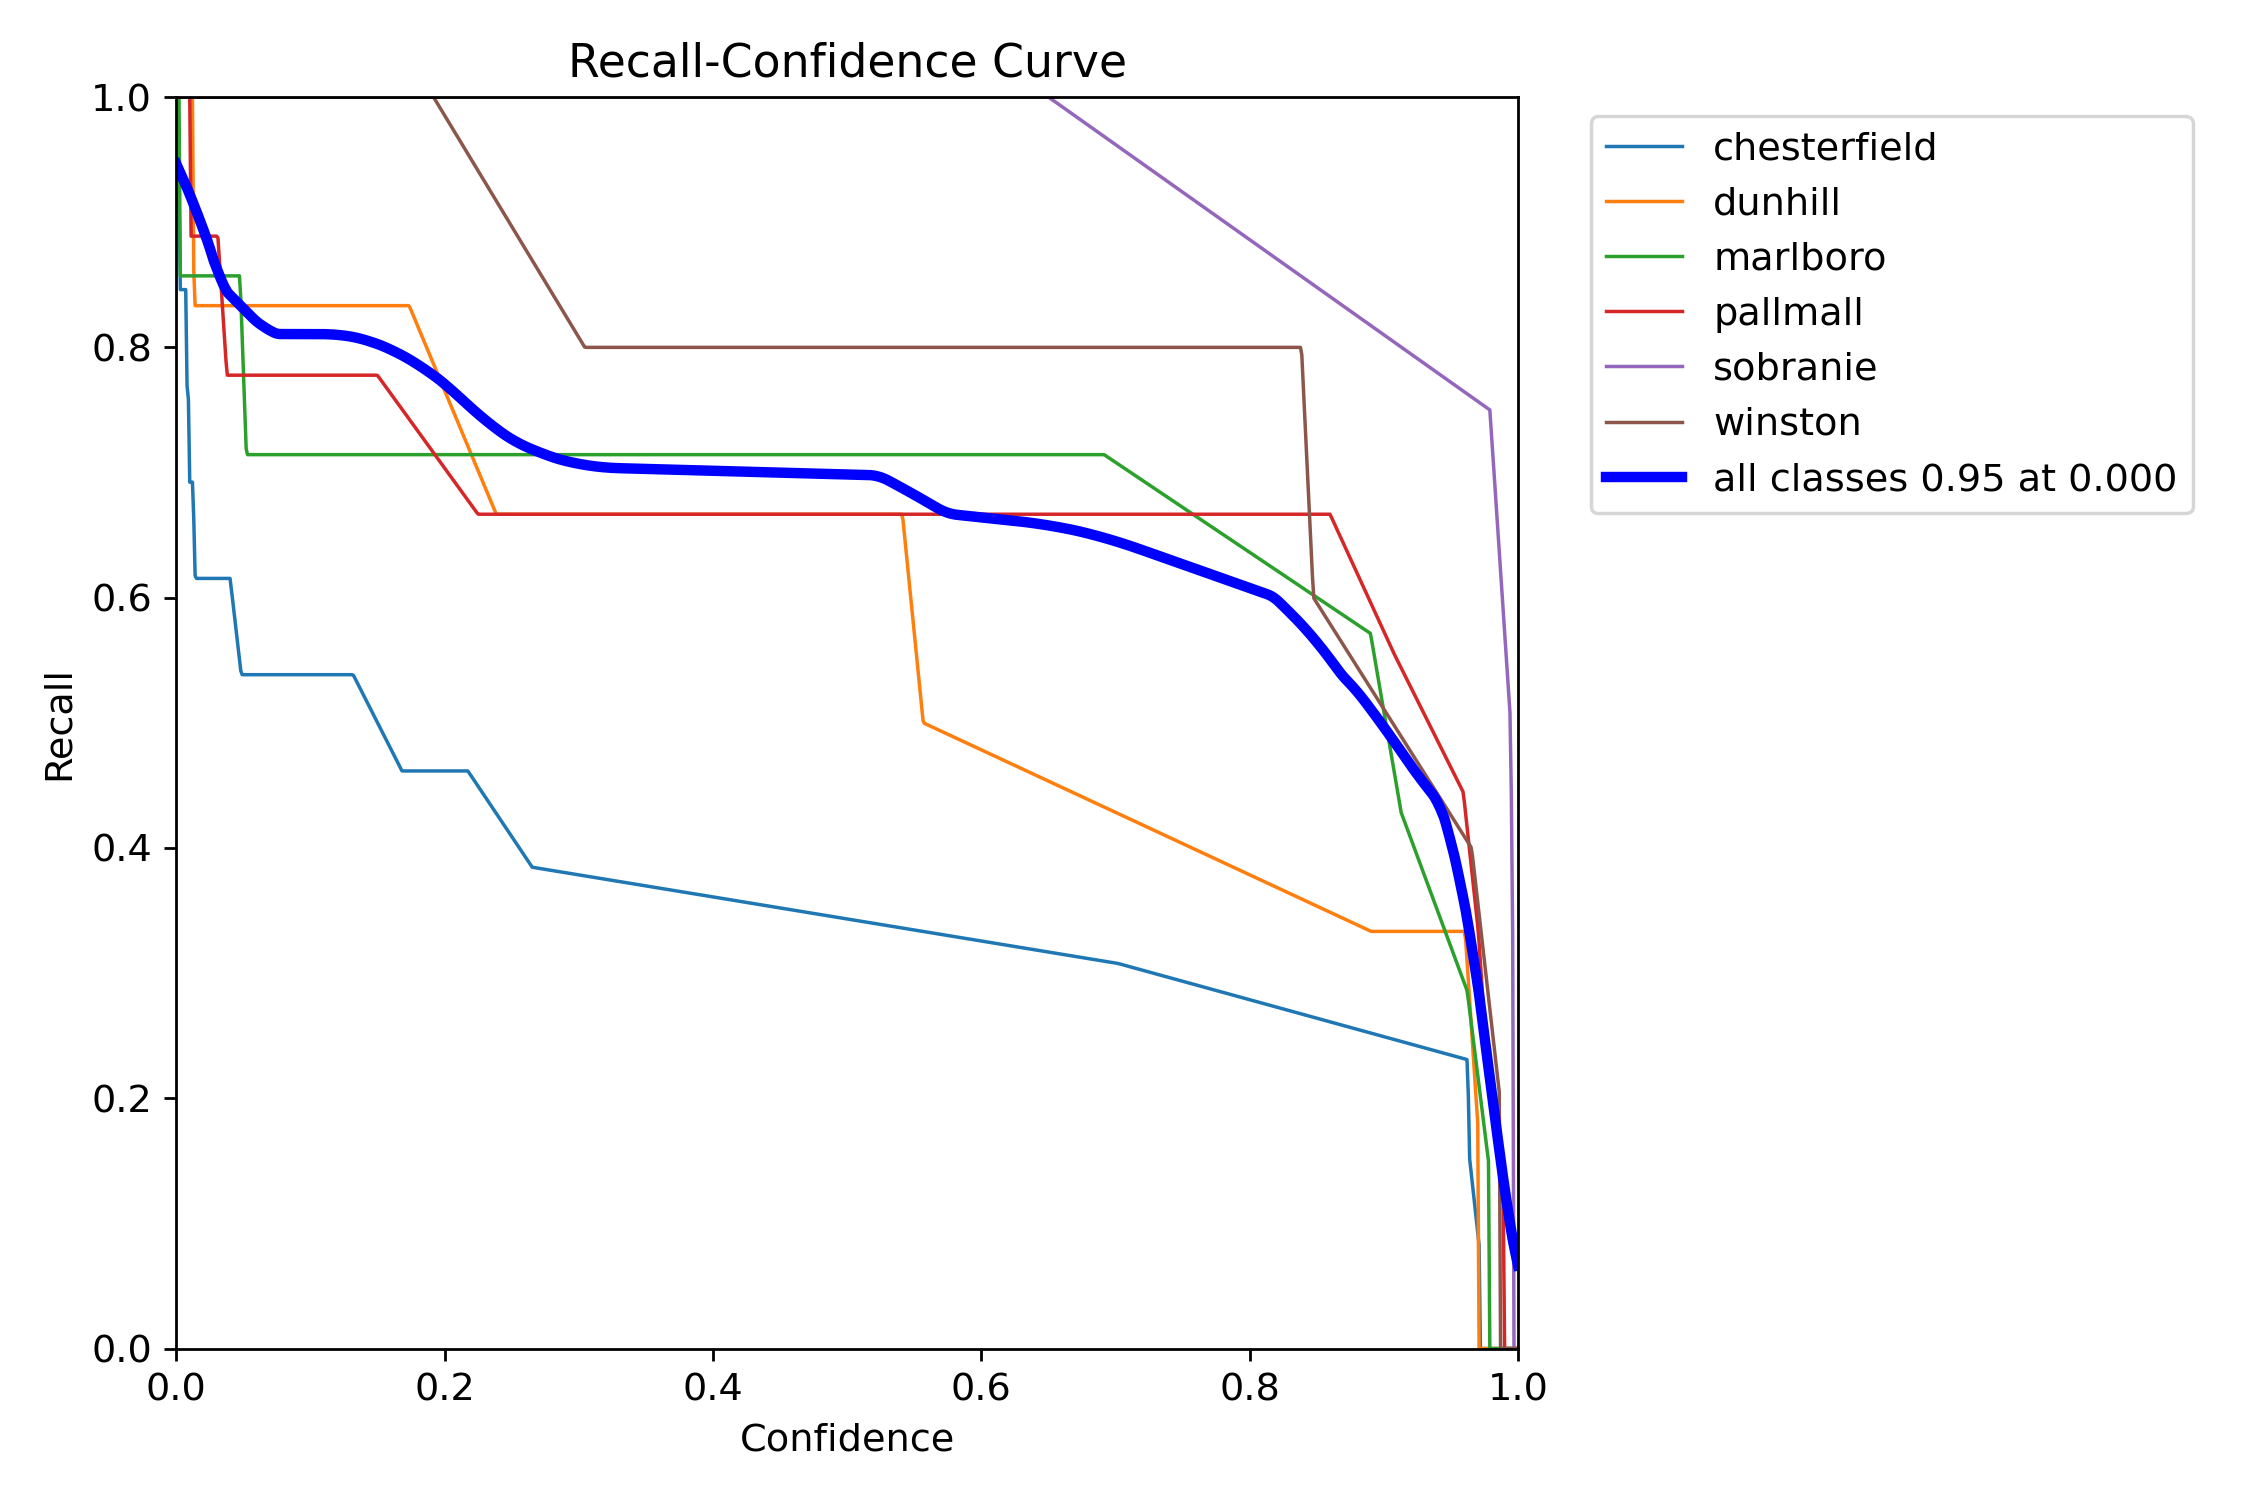 Recall-Confidence Curve
1.0
0.8
0.6
0.4
0.2
0.0
Recall
0.0 0.2 0.4 0.6 0.8 1.0
Confidence
chesterfield
dunhill
marlboro
pallmall
sobranie
winston
all classes 0.95 at 0.000